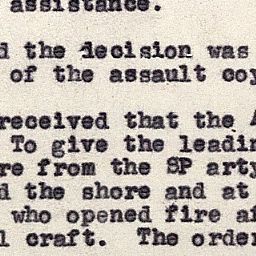 assistance.
d the decision was
of the assault coy
received that the A
To give the leadin
re from the SP arty
d the shore and at
who opened fire af
l craft. The order